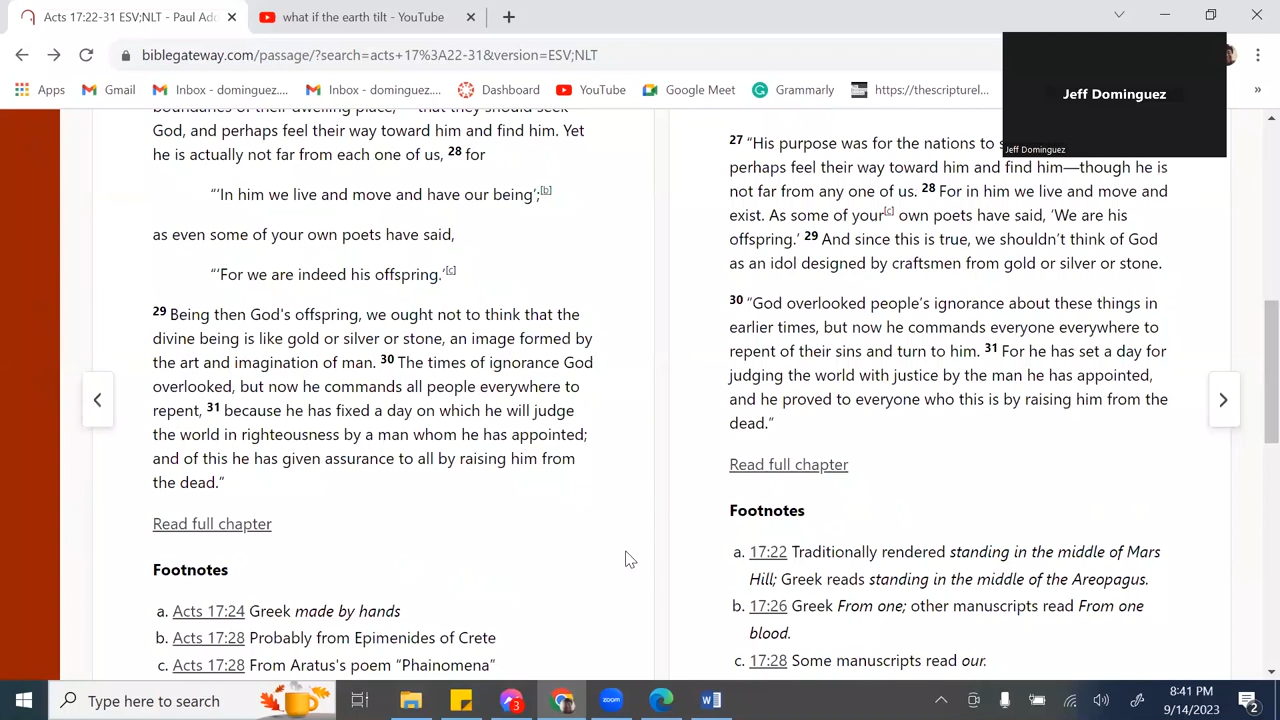 Acts 17:22-31 ESV;NLT - Paul Ado
what if the earth tilt - YouTube
biblegateway.com/passage/?search=acts+17%3A22-31&version=ESV;NLT
Apps
Gmail
Inbox - dominguez....
Inbox - dominguez....
Dashboard
YouTube
Google Meet
Grammarly
https://thescripturel...
»
Jeff Dominguez
Jeff Dominguez
boundaries of their dwelling place, that they should seek
God, and perhaps feel their way toward him and find him. Yet
he is actually not far from each one of us, 28 for
“‘In him we live and move and have our being’;[b]
as even some of your own poets have said,
“‘For we are indeed his offspring.’[c]
29 Being then God's offspring, we ought not to think that the
divine being is like gold or silver or stone, an image formed by
the art and imagination of man. 30 The times of ignorance God
overlooked, but now he commands all people everywhere to
repent, 31 because he has fixed a day on which he will judge
the world in righteousness by a man whom he has appointed;
and of this he has given assurance to all by raising him from
the dead.”
Read full chapter
Footnotes
a. Acts 17:24 Greek made by hands
b. Acts 17:28 Probably from Epimenides of Crete
c. Acts 17:28 From Aratus's poem “Phainomena”
27 “His purpose was for the nations to
perhaps feel their way toward him and find him—though he is
not far from any one of us. 28 For in him we live and move and
exist. As some of your[c] own poets have said, ‘We are his
offspring.’ 29 And since this is true, we shouldn’t think of God
as an idol designed by craftsmen from gold or silver or stone.
30 “God overlooked people’s ignorance about these things in
earlier times, but now he commands everyone everywhere to
repent of their sins and turn to him. 31 For he has set a day for
judging the world with justice by the man he has appointed,
and he proved to everyone who this is by raising him from the
dead.”
Read full chapter
Footnotes
a. 17:22 Traditionally rendered standing in the middle of Mars
Hill; Greek reads standing in the middle of the Areopagus.
b. 17:26 Greek From one; other manuscripts read From one
blood.
c. 17:28 Some manuscripts read our.
Type here to search
3
zoom
8:41 PM
9/14/2023
2